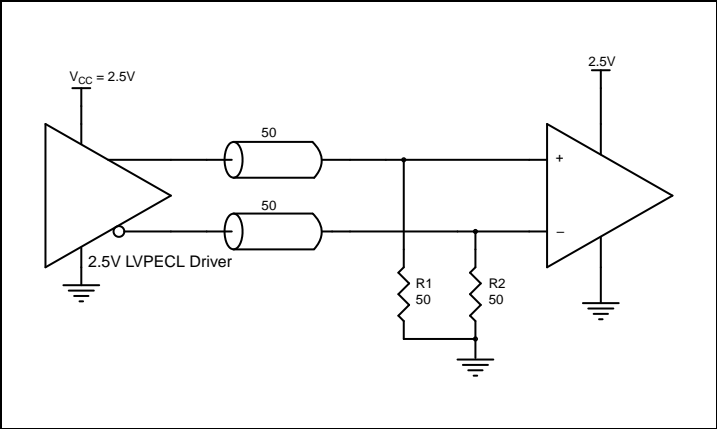 V_CC = 2.5V
2.5V
50
+
50
–
2.5V LVPECL Driver
R1
50
R2
50